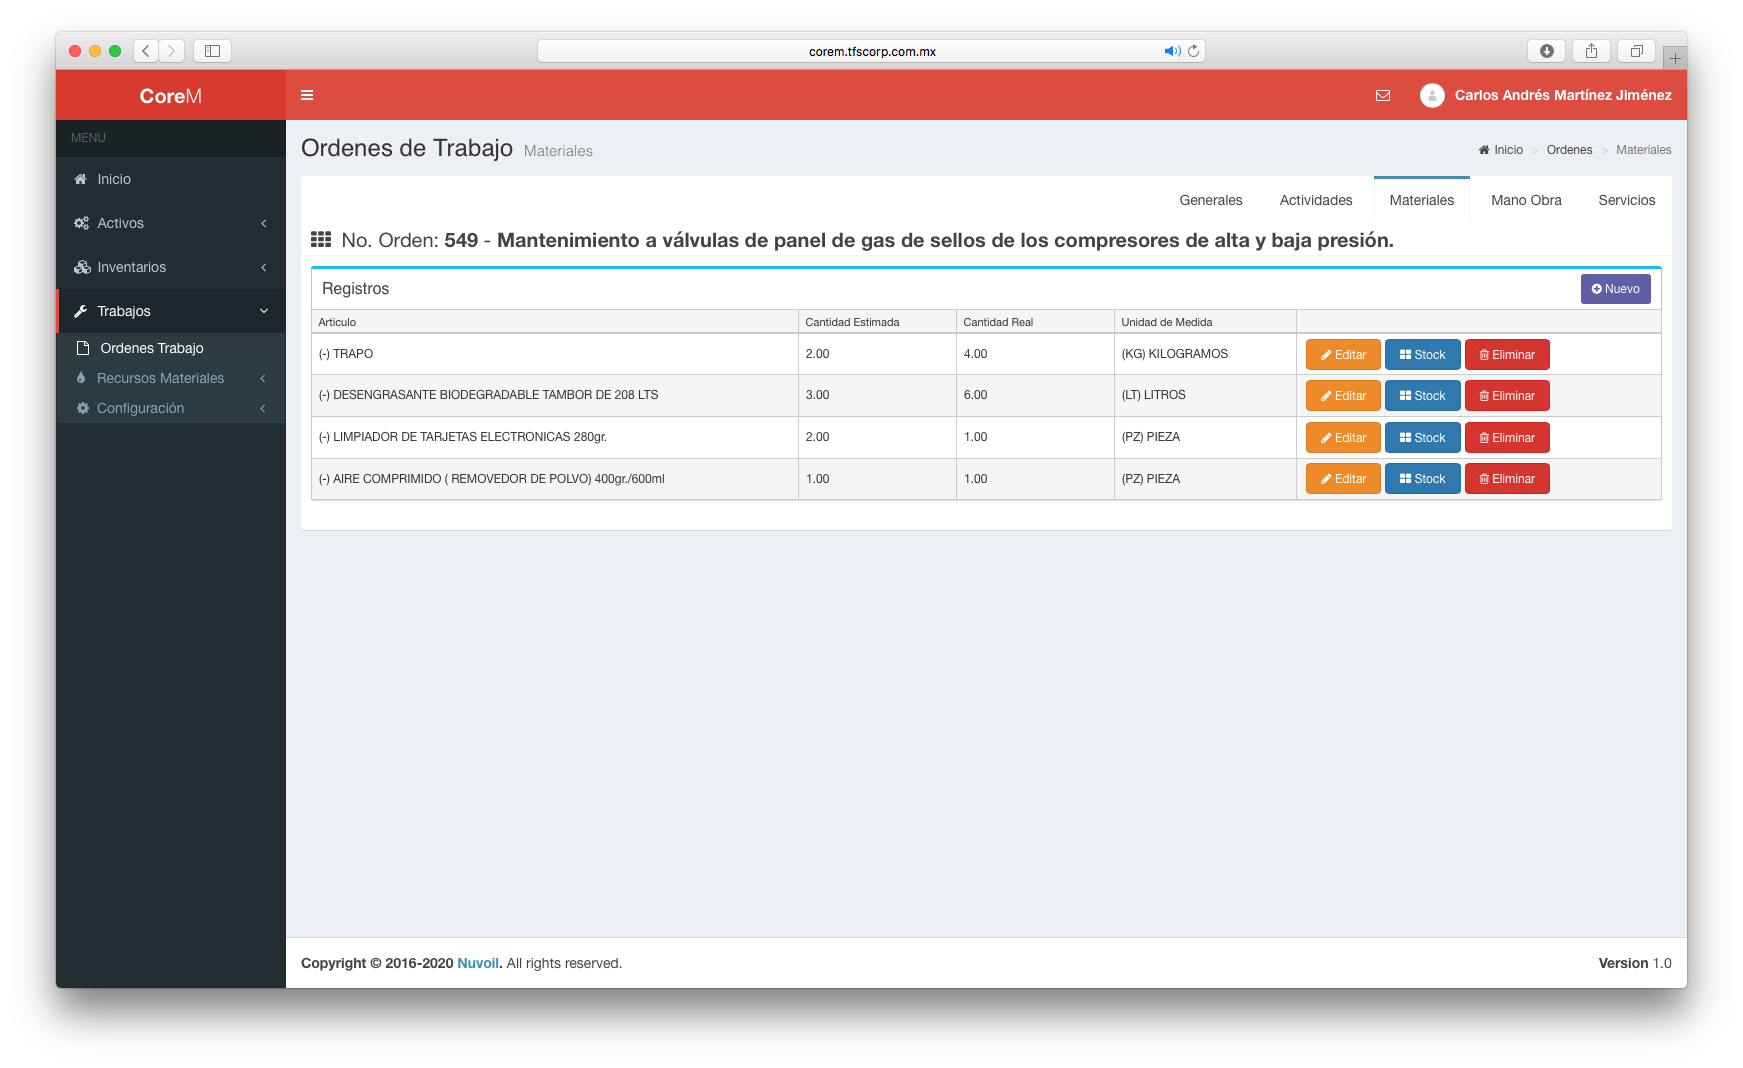 corem.tfscorp.com.mx
CoreM
Carlos Andrés Martínez Jiménez
MENU
Inicio
Activos
Inventarios
Trabajos
Ordenes Trabajo
Recursos Materiales
Configuración
Ordenes de Trabajo Materiales
Inicio > Ordenes > Materiales
Generales Actividades Materiales Mano Obra Servicios
No. Orden: 549 - Mantenimiento a válvulas de panel de gas de sellos de los compresores de alta y baja presión.
Registros Nuevo
Articulo Cantidad Estimada Cantidad Real Unidad de Medida
(-) TRAPO 2.00 4.00 (KG) KILOGRAMOS Editar Stock Eliminar
(-) DESENGRASANTE BIODEGRADABLE TAMBOR DE 208 LTS 3.00 6.00 (LT) LITROS Editar Stock Eliminar
(-) LIMPIADOR DE TARJETAS ELECTRONICAS 280gr. 2.00 1.00 (PZ) PIEZA Editar Stock Eliminar
(-) AIRE COMPRIMIDO ( REMOVEDOR DE POLVO) 400gr./600ml 1.00 1.00 (PZ) PIEZA Editar Stock Eliminar
Copyright © 2016-2020 Nuvoil. All rights reserved.
Version 1.0